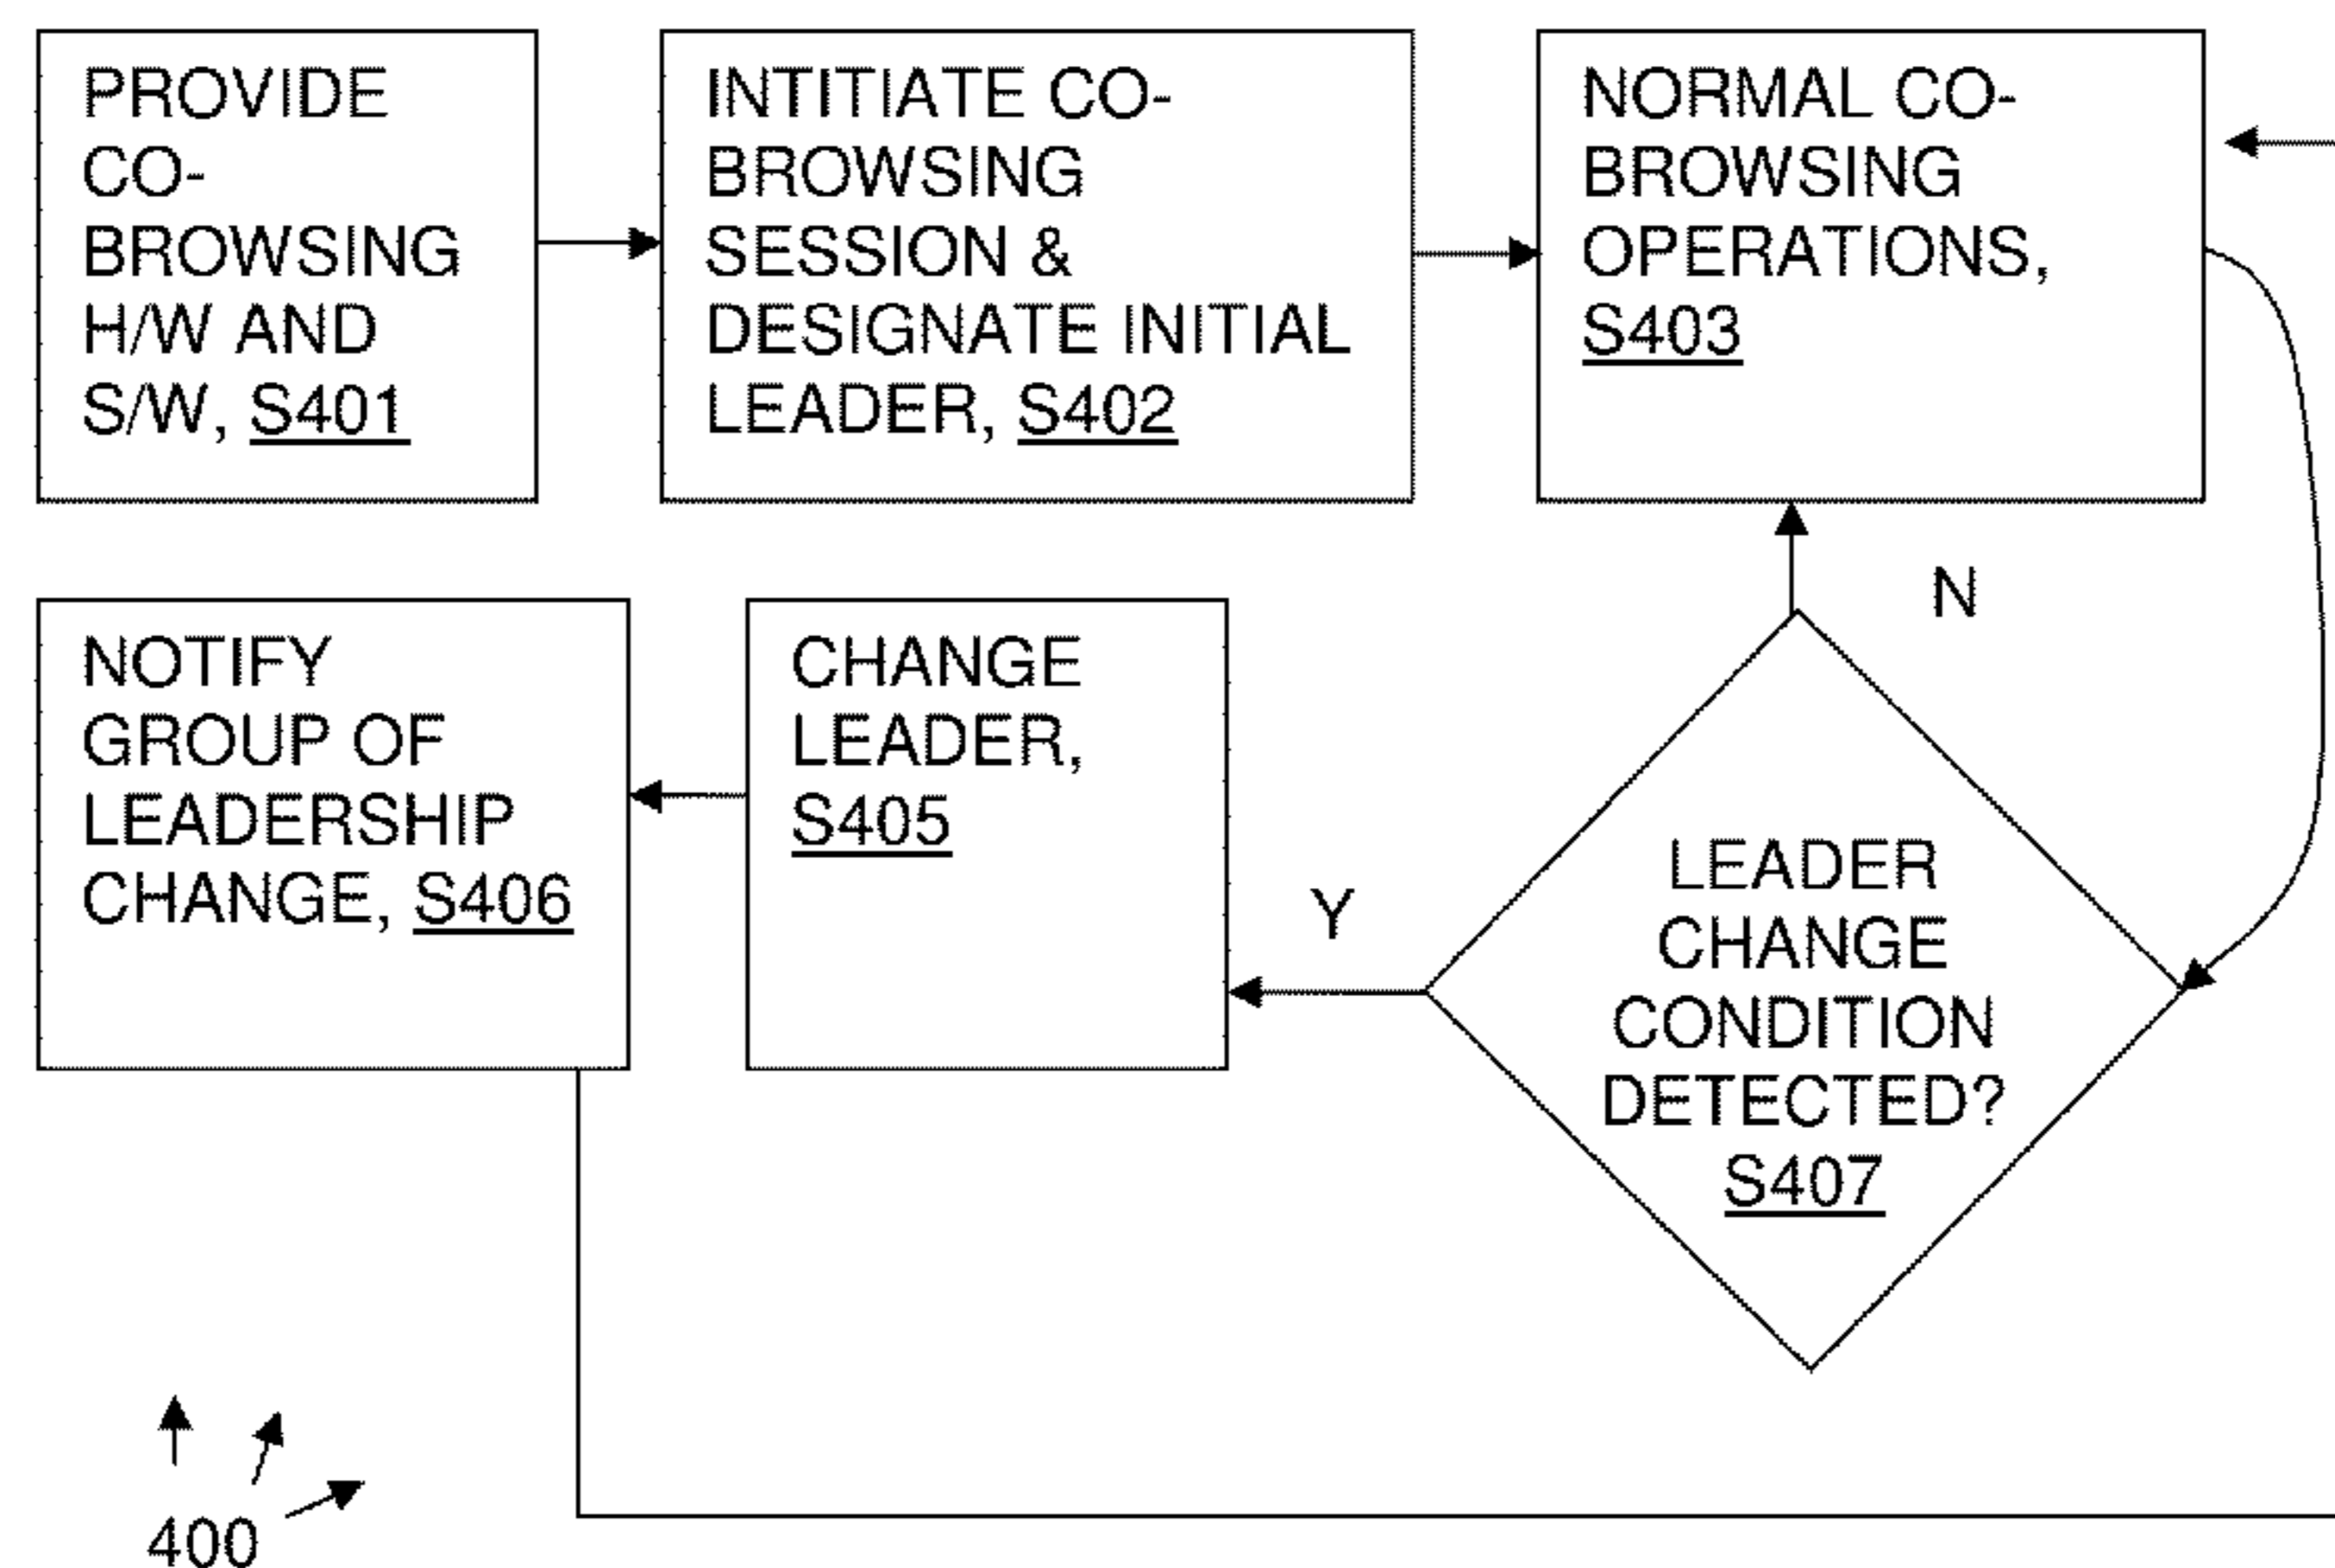 PROVIDE
CO-
BROWSING
H/W AND
S/W, S401
INTITIATE CO-
BROWSING
SESSION &
DESIGNATE INITIAL
LEADER, S402
NORMAL CO-
BROWSING
OPERATIONS,
S403
NOTIFY
GROUP OF
LEADERSHIP
CHANGE, S406
CHANGE
LEADER,
S405
Y
N
LEADER
CHANGE
CONDITION
DETECTED?
S407
400